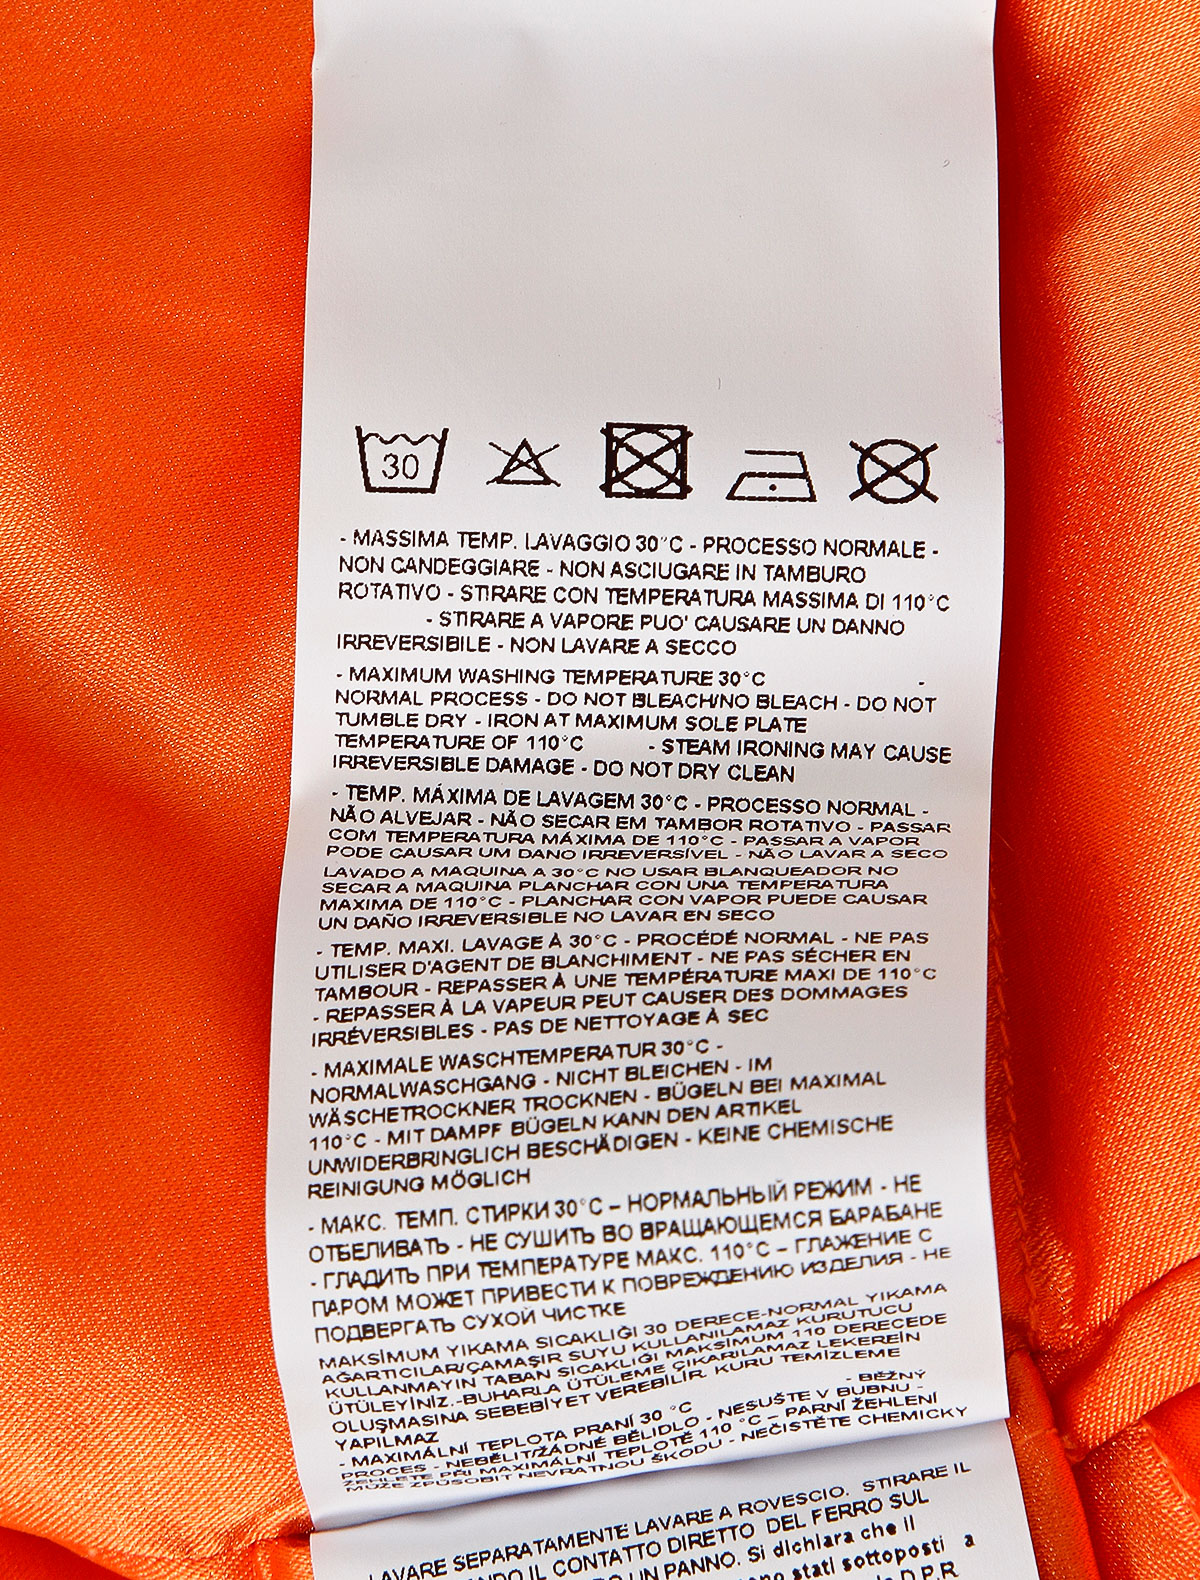 30
- MASSIMA TEMP. LAVAGGIO 30°C - PROCESSO NORMALE -
NON CANDEGGIARE - NON ASCIUGARE IN TAMBURO
ROTATIVO - STIRARE CON TEMPERATURA MASSIMA DI 110°C
- STIRARE A VAPORE PUO' CAUSARE UN DANNO
IRREVERSIBILE - NON LAVARE A SECCO
- MAXIMUM WASHING TEMPERATURE 30°C -
NORMAL PROCESS - DO NOT BLEACH/NO BLEACH - DO NOT
TUMBLE DRY - IRON AT MAXIMUM SOLE PLATE
TEMPERATURE OF 110°C - STEAM IRONING MAY CAUSE
IRREVERSIBLE DAMAGE - DO NOT DRY CLEAN
- TEMP. MÁXIMA DE LAVAGEM 30°C - PROCESSO NORMAL -
NÃO ALVEJAR - NÃO SECAR EM TAMBOR ROTATIVO - PASSAR
COM TEMPERATURA MÁXIMA DE 110°C - PASSAR A VAPOR
PODE CAUSAR UM DANO IRREVERSÍVEL - NÃO LAVAR A SECO
LAVADO A MAQUINA A 30°C NO USAR BLANQUEADOR NO
SECAR A MAQUINA PLANCHAR CON UNA TEMPERATURA
MAXIMA DE 110°C - PLANCHAR CON VAPOR PUEDE CAUSAR
UN DAÑO IRREVERSIBLE NO LAVAR EN SECO
- TEMP. MAXI. LAVAGE À 30°C - PROCÉDÉ NORMAL - NE PAS
UTILISER D'AGENT DE BLANCHIMENT - NE PAS SÉCHER EN
TAMBOUR - REPASSER À UNE TEMPÉRATURE MAXI DE 110°C
- REPASSER À LA VAPEUR PEUT CAUSER DES DOMMAGES
IRRÉVERSIBLES - PAS DE NETTOYAGE À SEC
- MAXIMALE WASCHTEMPERATUR 30°C -
NORMALWASCHGANG - NICHT BLEICHEN - IM
WÄSCHETROCKNER TROCKNEN - BÜGELN BEI MAXIMAL
110°C - MIT DAMPF BÜGELN KANN DEN ARTIKEL
UNWIDERBRINGLICH BESCHÄDIGEN - KEINE CHEMISCHE
REINIGUNG MÖGLICH
- МАКС. ТЕМП. СТИРКИ 30°С – НОРМАЛЬНЫЙ РЕЖИМ - НЕ
ОТБЕЛИВАТЬ - НЕ СУШИТЬ ВО ВРАЩАЮЩЕМСЯ БАРАБАНЕ
- ГЛАДИТЬ ПРИ ТЕМПЕРАТУРЕ МАКС. 110°С – ГЛАЖЕНИЕ С
ПАРОМ МОЖЕТ ПРИВЕСТИ К ПОВРЕЖДЕНИЮ ИЗДЕЛИЯ - НЕ
ПОДВЕРГАТЬ СУХОЙ ЧИСТКЕ
MAKSİMUM YIKAMA SICAKLIĞI 30 DERECE-NORMAL YIKAMA
AĞARTICILAR/ÇAMAŞIR SUYU KULLANILAMAZ KURUTUCU
KULLANMAYIN TABAN SICAKLIĞI MAKSİMUM 110 DERECEDE
ÜTÜLEYİNİZ.-BUHARLA ÜTÜLEME ÇIKARILAMAZ LEKEREİN
OLUŞMASINA SEBEBİYET VEREBİLİR. KURU TEMİZLEME
YAPILMAZ
- MAXIMÁLNÍ TEPLOTA PRANÍ 30 °C - BĚŽNÝ
PROCES - NEBĚLIT/ŽÁDNÉ BĚLIDLO - NESUŠTE V BUBNU -
ŽEHLETE PŘI MAXIMÁLNÍ TEPLOTĚ 110 °C – PARNÍ ŽEHLENÍ
MŮŽE ZPŮSOBIT NEVRATNOU ŠKODU - NEČISTĚTE CHEMICKY
LAVARE SEPARATAMENTE LAVARE A ROVESCIO. STIRARE IL
IL CONTATTO DIRETTO DEL FERRO SUL
UN PANNO. Si dichiara che il
stati sottoposti a
D.P.R.